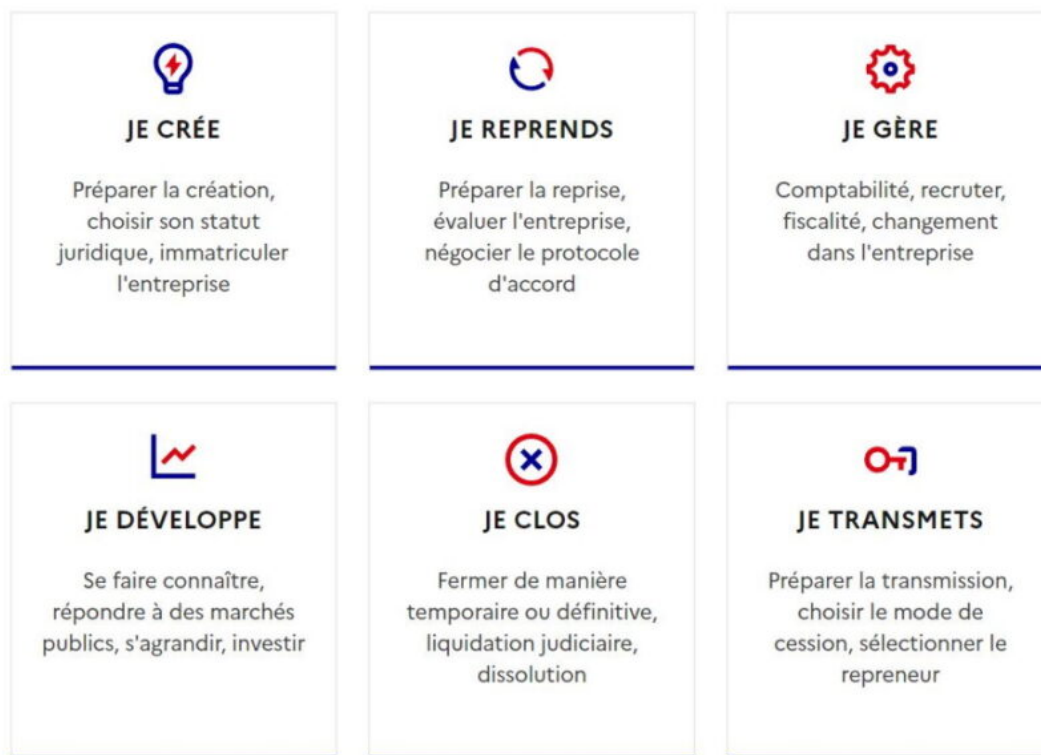 JE CRÉE
Préparer la création,
choisir son statut
juridique, immatriculer
l'entreprise
JE REPRENDS
Préparer la reprise,
évaluer l'entreprise,
négocier le protocole
d'accord
JE GÈRE
Comptabilité, recruter,
fiscalité, changement
dans l'entreprise
JE DÉVELOPPE
Se faire connaître,
répondre à des marchés
publics, s'agrandir, investir
JE CLOS
Fermer de manière
temporaire ou définitive,
liquidation judiciaire,
dissolution
JE TRANSMETS
Préparer la transmission,
choisir le mode de
cession, sélectionner le
repreneur